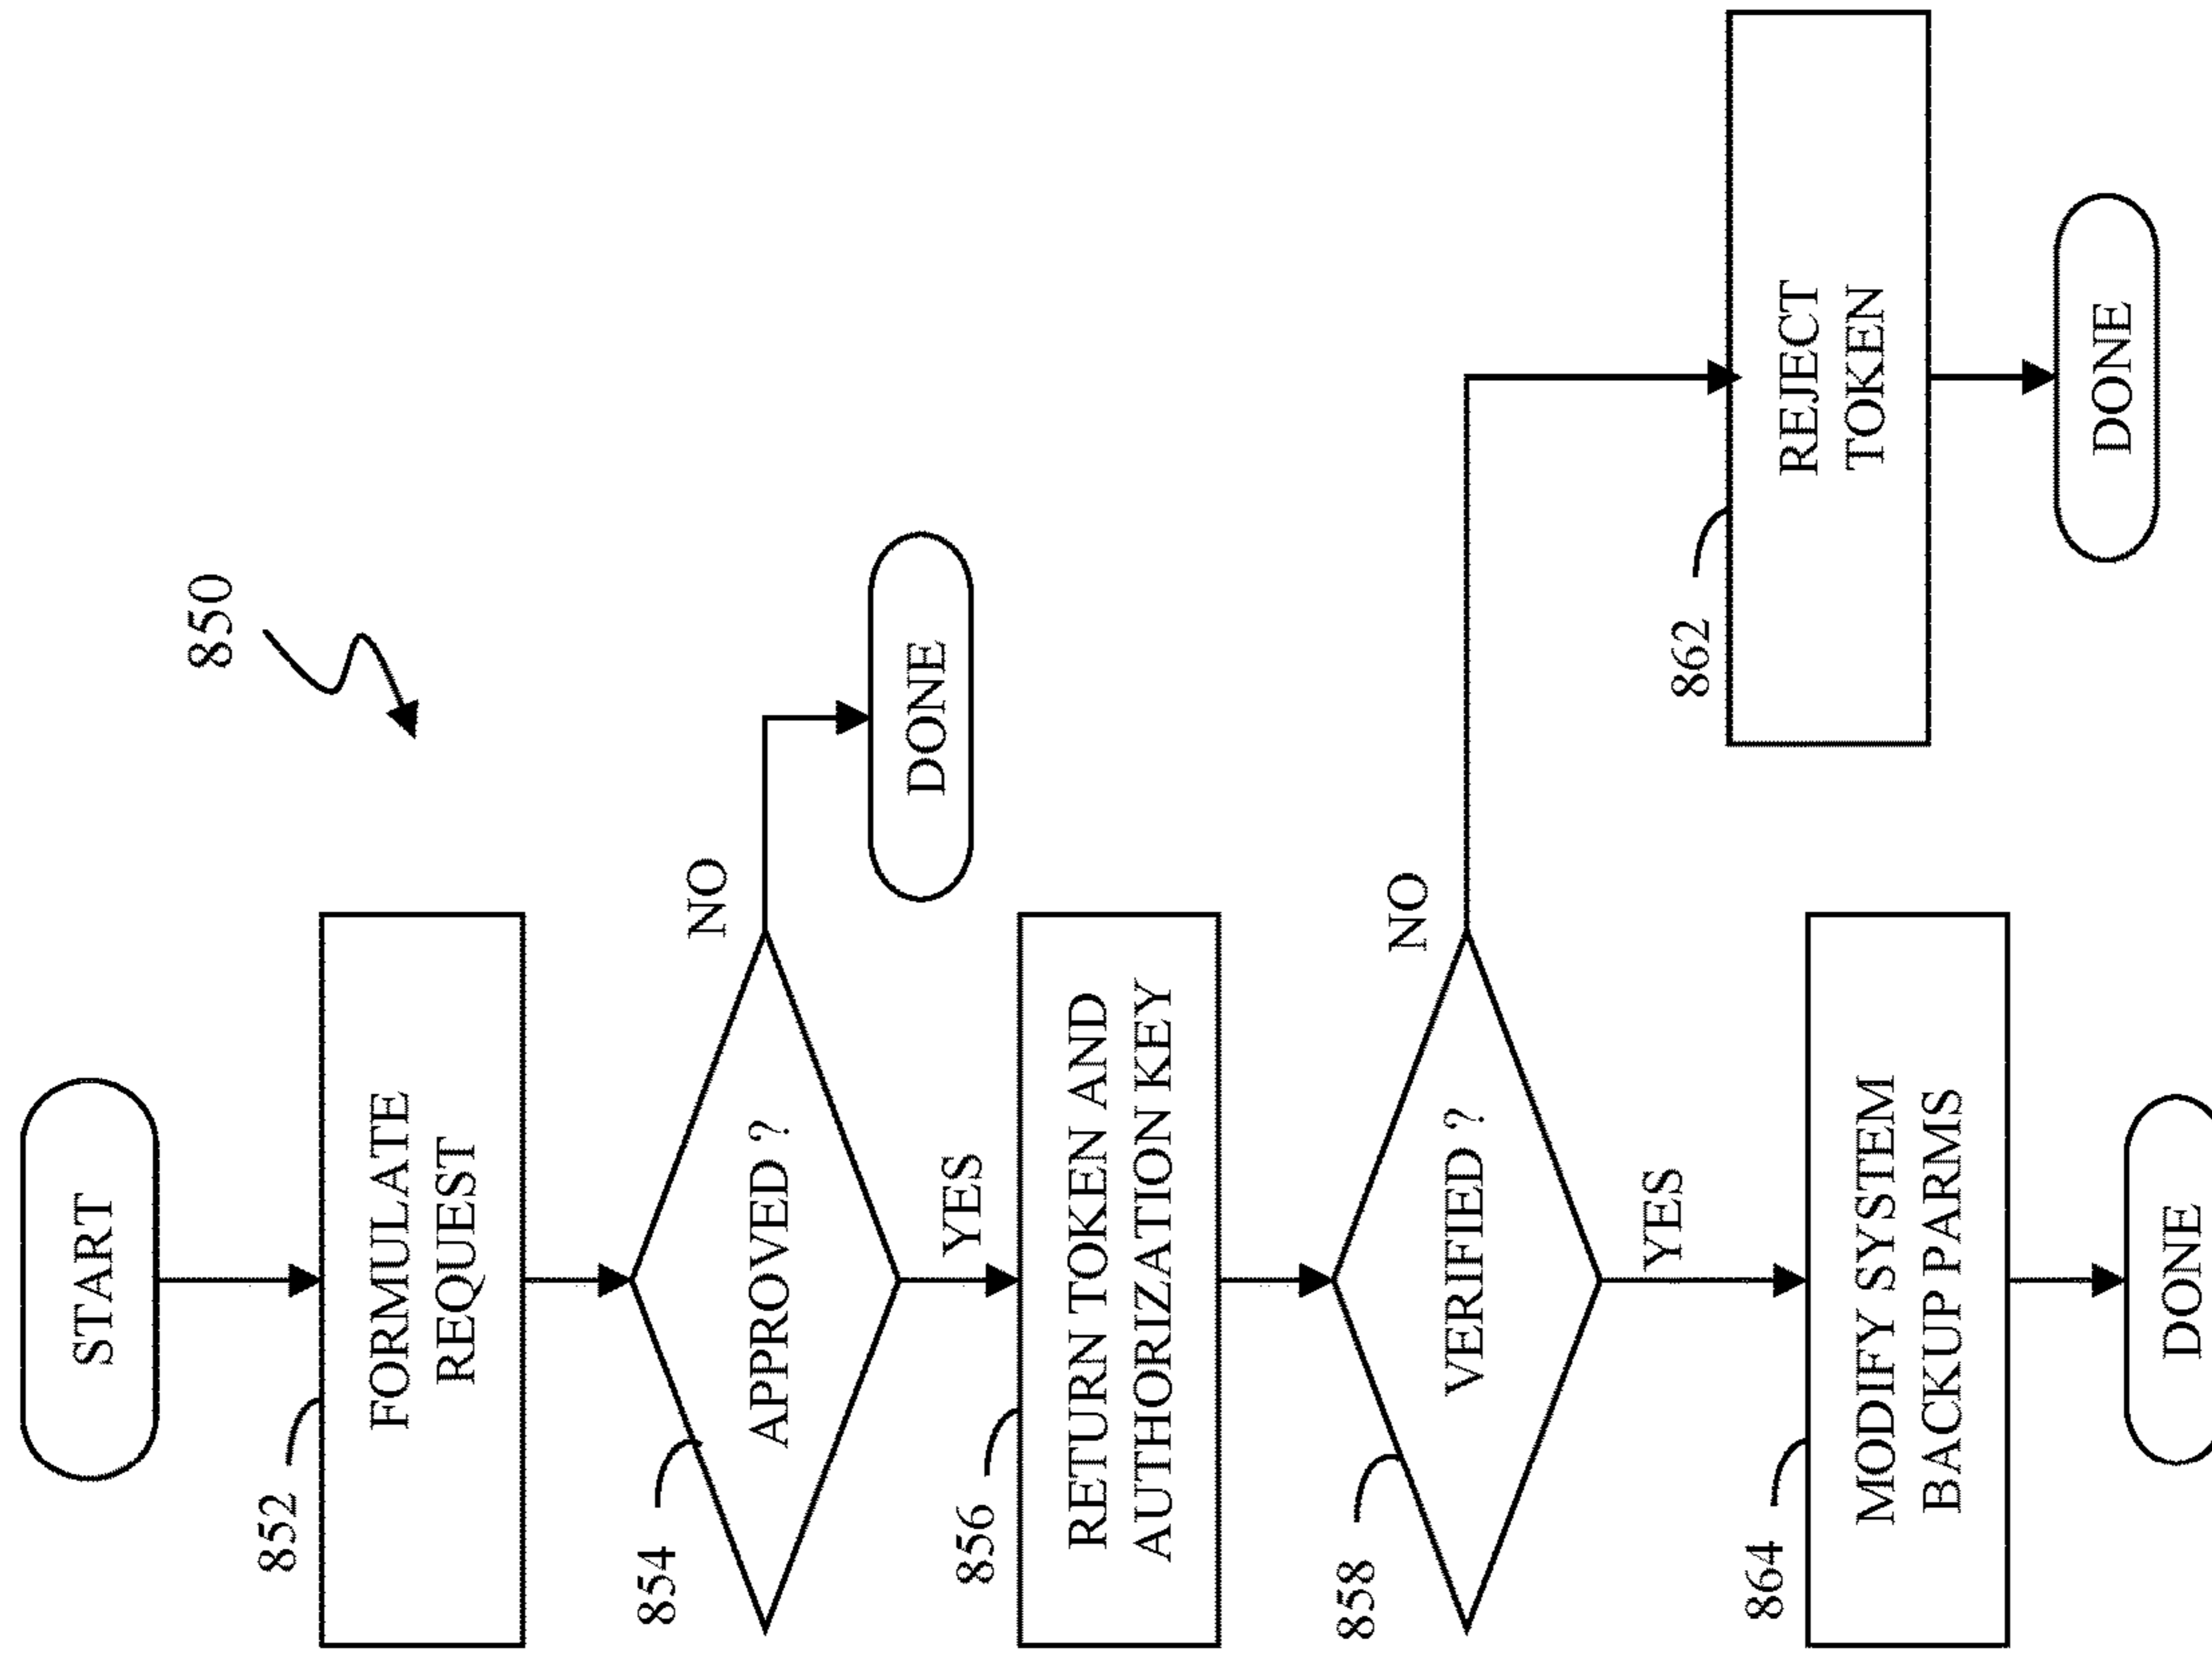 850
START
852
FORMULATE
REQUEST
854
APPROVED ?
NO
DONE
YES
856
RETURN TOKEN AND
AUTHORIZATION KEY
858
VERIFIED ?
NO
862
REJECT
TOKEN
DONE
YES
864
MODIFY SYSTEM
BACKUP PARMS
DONE